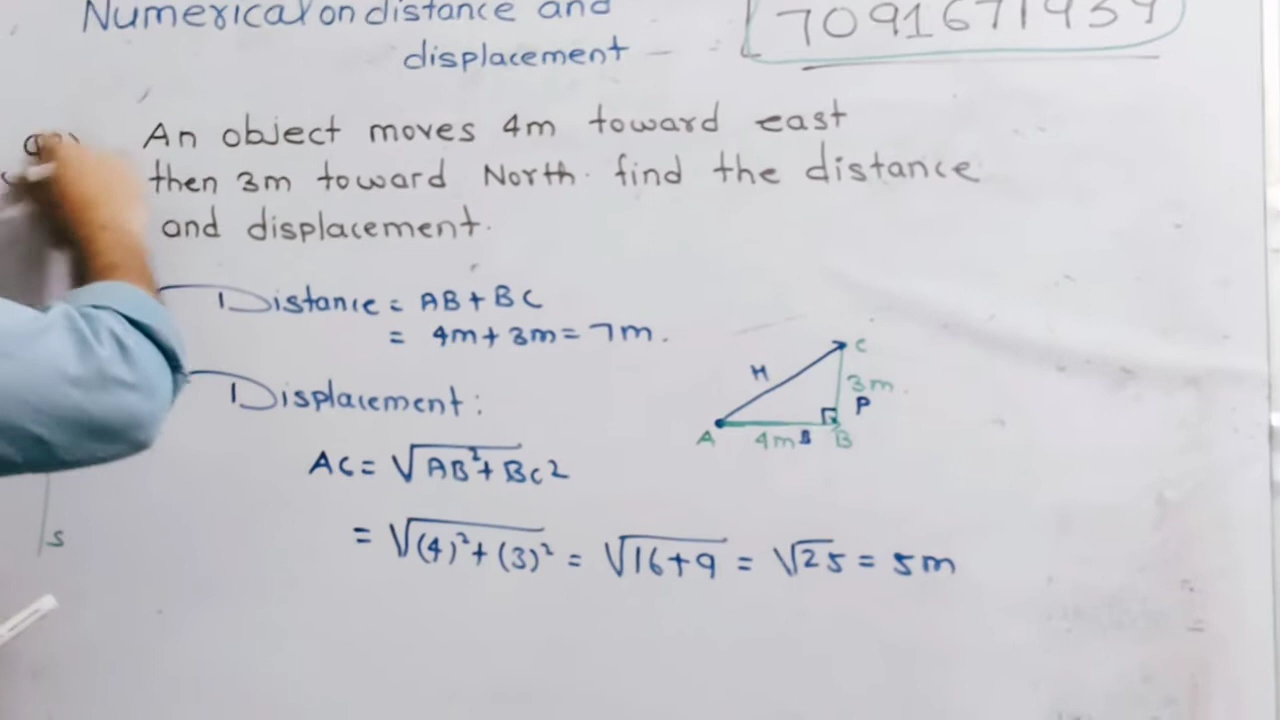 Numerical on distance and
displacement
An object moves 4m toward east
then 3m toward North. find the distance
and displacement.
Distance = AB + BC
= 4m + 3m = 7m.
Displacement:
AC = √AB²+BC2
= √(4)²+(3)² = √16+9 = √25 = 5m
C
H
3m.
P
A
4m B B
S